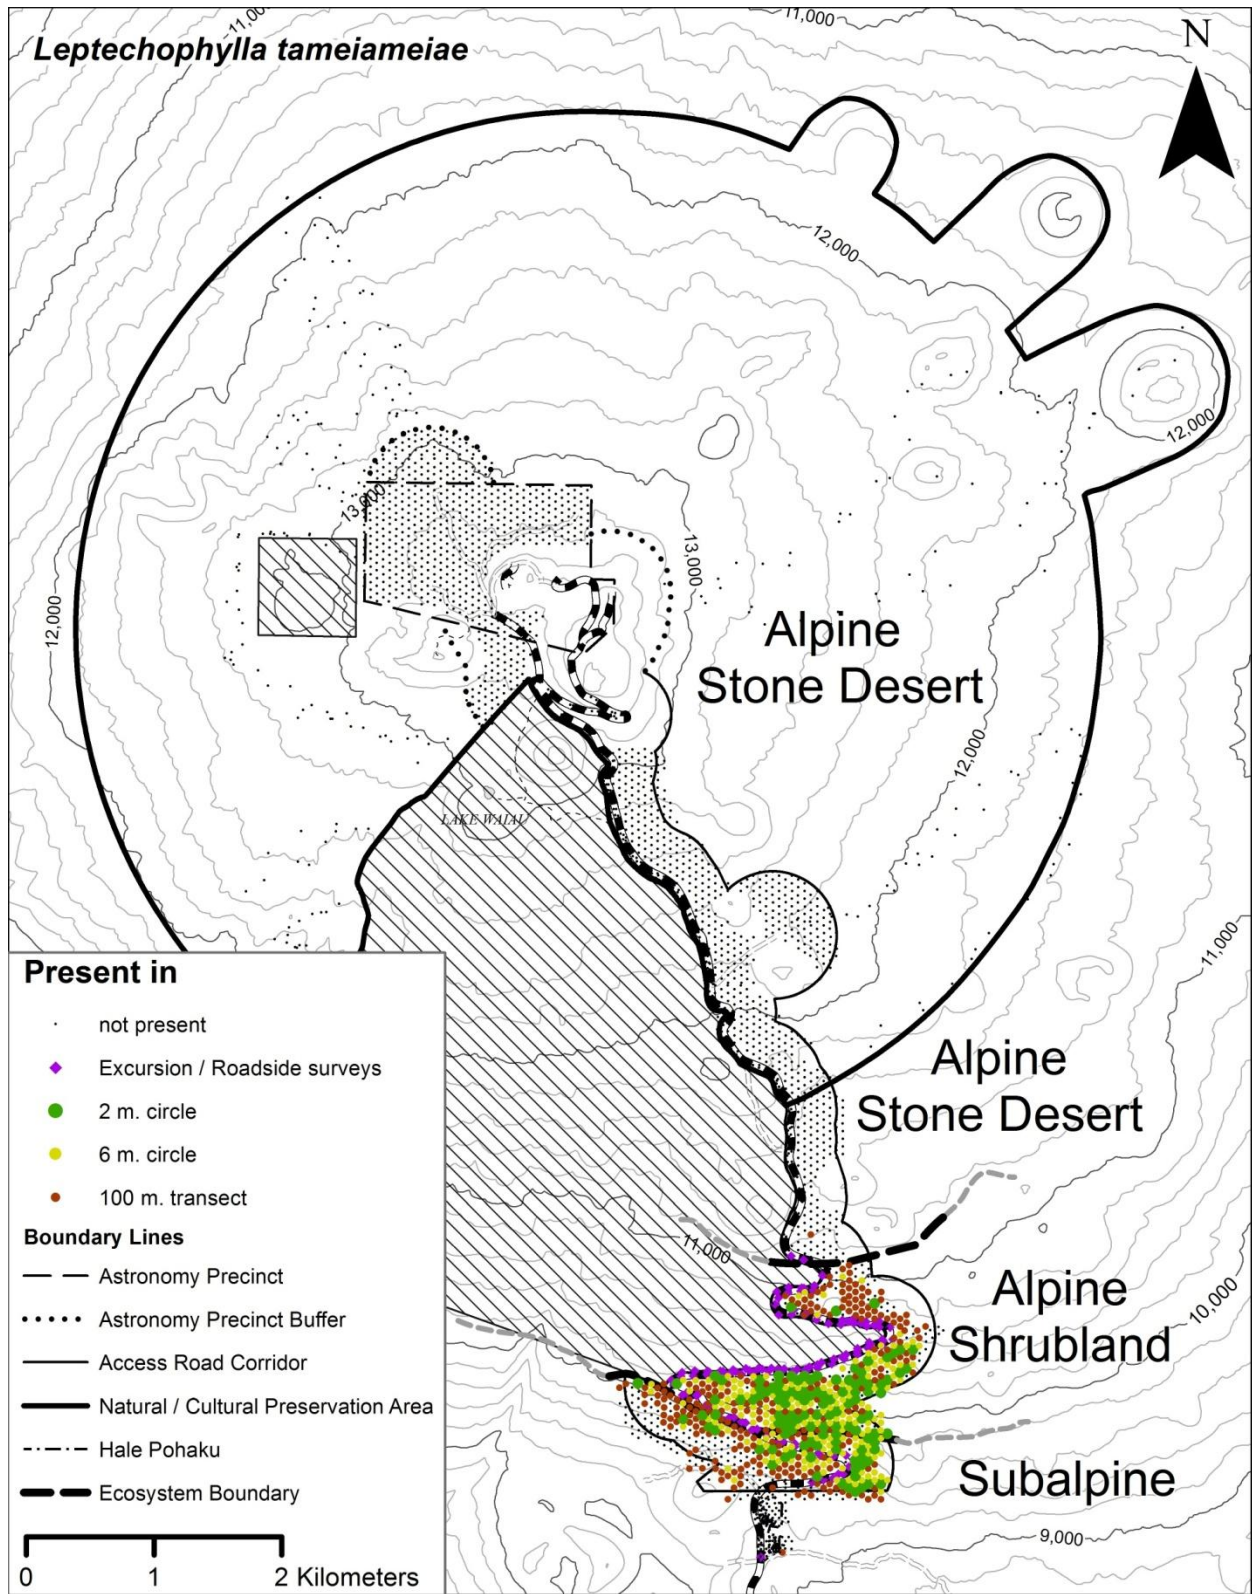 11,000
11,000
Leptechophylla tameiameiae
N
12,000
12,000
13,000
13,000
12,000
Alpine
Stone Desert
12,000
LAKE WAIAU
11,000
Present in
not present
Excursion / Roadside surveys
2 m. circle
6 m. circle
100 m. transect
Boundary Lines
Astronomy Precinct
Astronomy Precinct Buffer
Access Road Corridor
Natural / Cultural Preservation Area
Hale Pohaku
Ecosystem Boundary
0 1 2 Kilometers
Alpine
Stone Desert
11,000
Alpine
Shrubland
10,000
Subalpine
9,000